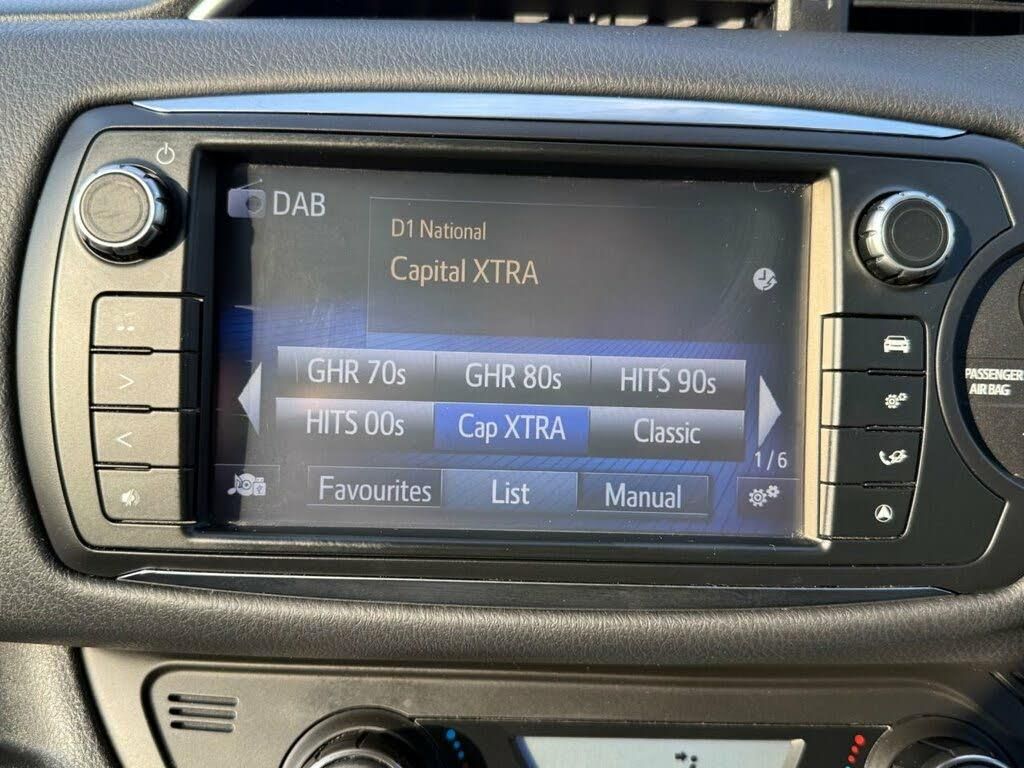 DAB
D1 National
Capital XTRA
GHR 70s GHR 80s HITS 90s
HITS 00s Cap XTRA Classic
1/6
Favourites List Manual
PASSENGER
AIR BAG